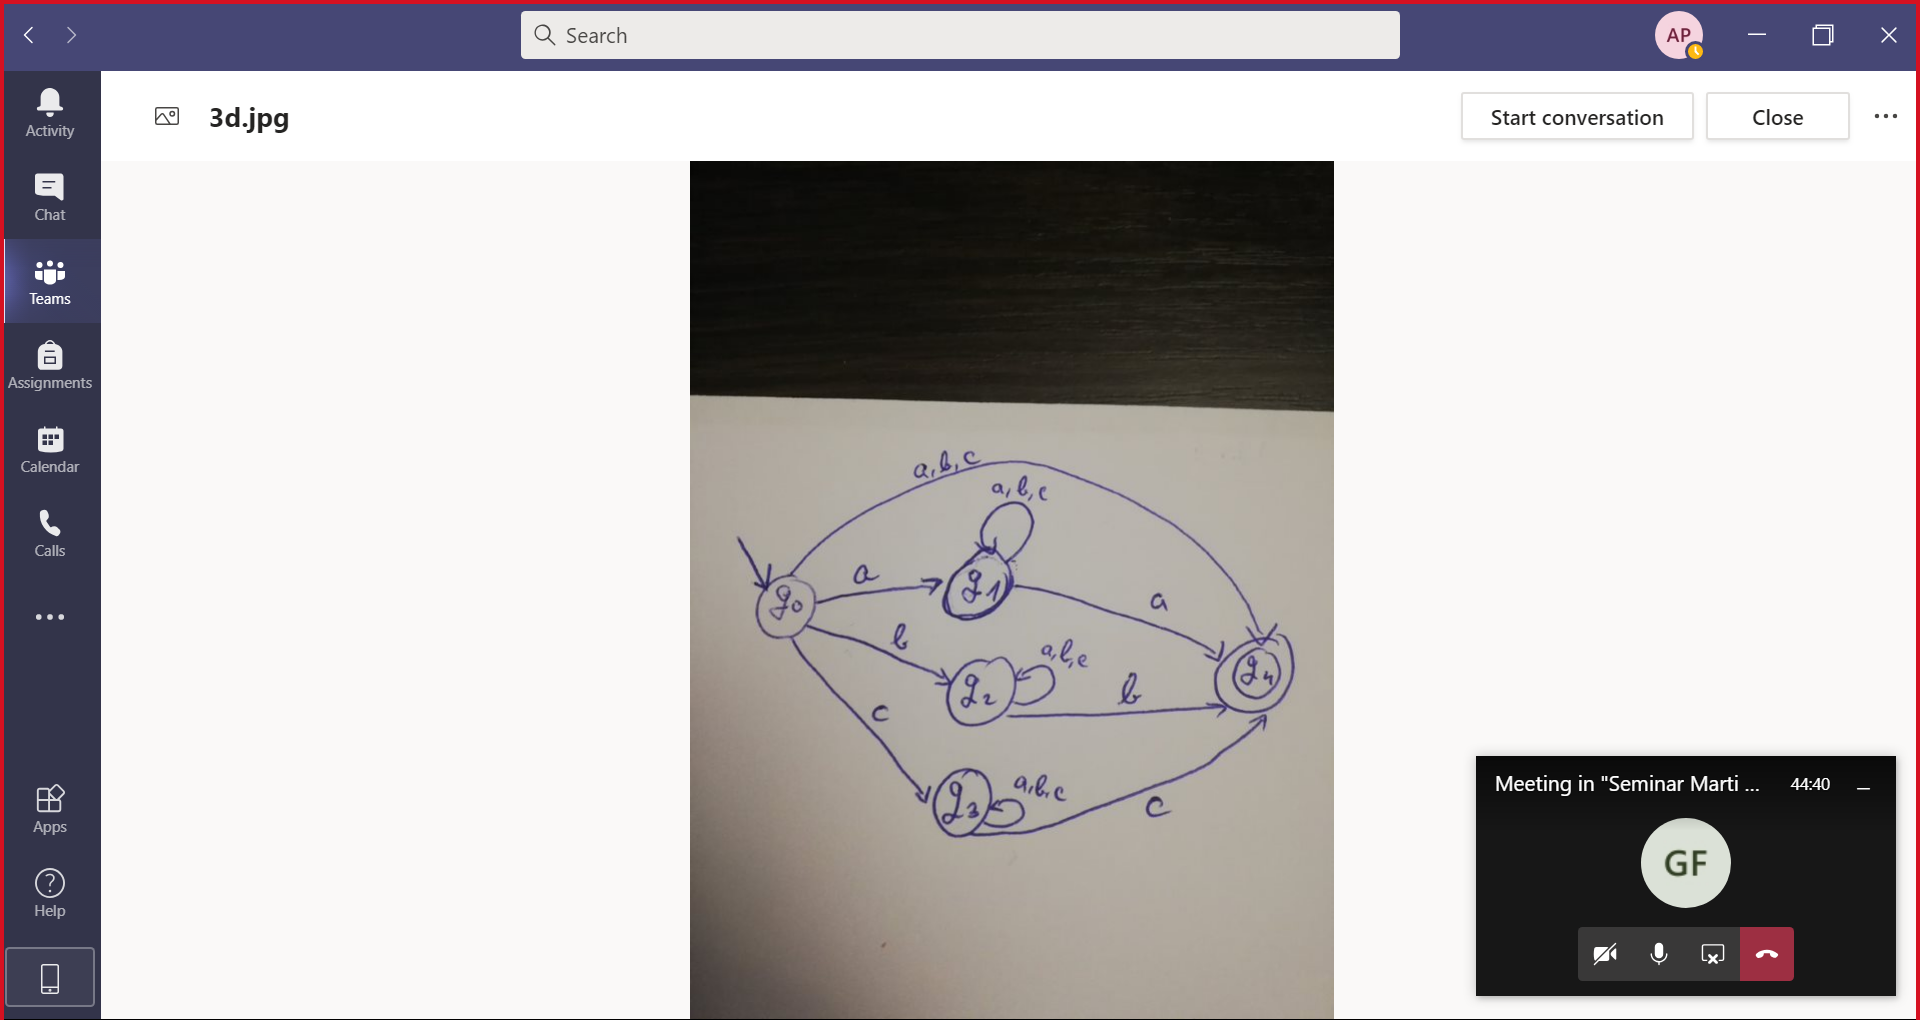 Search
AP
Activity
Chat
Teams
Assignments
Calendar
Calls
Apps
Help
3d.jpg
Start conversation
Close
a,b,c
a,b,c
q0
a
q1
a
b
q2
a,b,c
b
q4
c
q3
a,b,c
c
Meeting in "Seminar Marti ...
44:40
GF